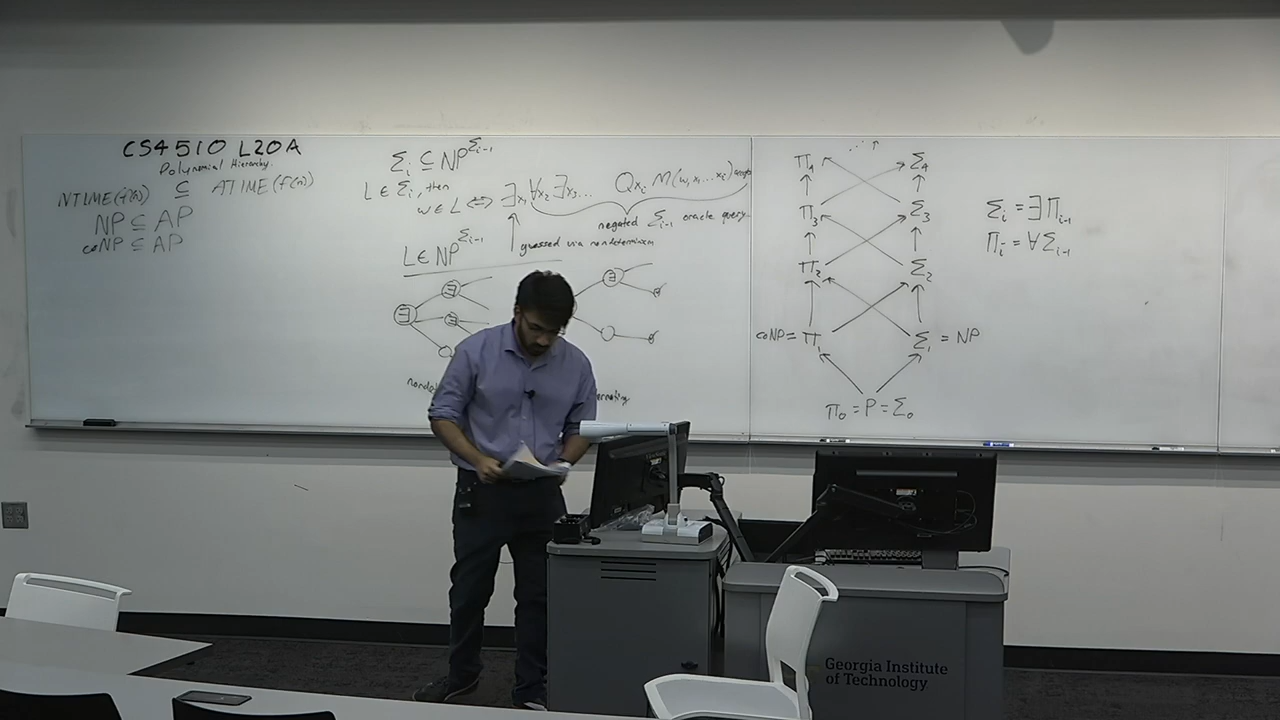 CS4510 L20A
Polynomial Hierarchy.
NTIME(f(n)) ⊆ ATIME(f(n))
NP ⊆ AP
coNP ⊆ AP
Σᵢ ⊆ NP^Σᵢ₋₁
L ∈ Σᵢ, then
w ∈ L ⇔ ∃x₁ ∀x₂ ∃x₃... Qxᵢ M(w, x₁...xᵢ) accepts
negated Σᵢ₋₁ oracle query.
guessed via nondeterminism
L ∈ NP^Σᵢ₋₁
∃ ∃ ∃ ∃
Π₄ Σ₄
Π₃ Σ₃
Π₂ Σ₂
coNP = Π₁ Σ₁ = NP
Π₀ = P = Σ₀
Σᵢ = ∃Πᵢ₋₁
Πᵢ = ∀Σᵢ₋₁
Georgia Institute
of Technology